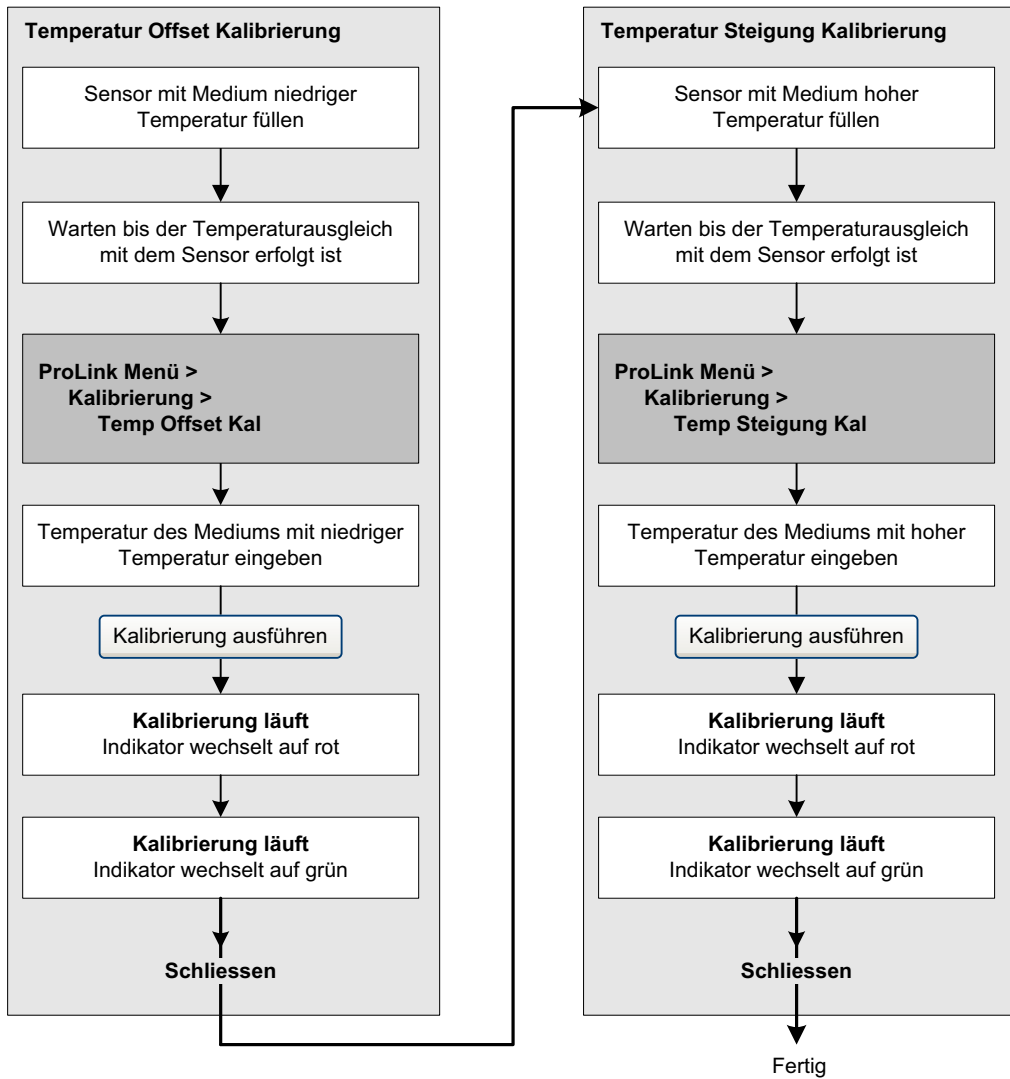 Temperatur Offset Kalibrierung
Sensor mit Medium niedriger
Temperatur füllen
Warten bis der Temperaturausgleich
mit dem Sensor erfolgt ist
ProLink Menü >
Kalibrierung >
Temp Offset Kal
Temperatur des Mediums mit niedriger
Temperatur eingeben
Kalibrierung ausführen
Kalibrierung läuft
Indikator wechselt auf rot
Kalibrierung läuft
Indikator wechselt auf grün
Schliessen
Temperatur Steigung Kalibrierung
Sensor mit Medium hoher
Temperatur füllen
Warten bis der Temperaturausgleich
mit dem Sensor erfolgt ist
ProLink Menü >
Kalibrierung >
Temp Steigung Kal
Temperatur des Mediums mit hoher
Temperatur eingeben
Kalibrierung ausführen
Kalibrierung läuft
Indikator wechselt auf rot
Kalibrierung läuft
Indikator wechselt auf grün
Schliessen
Fertig